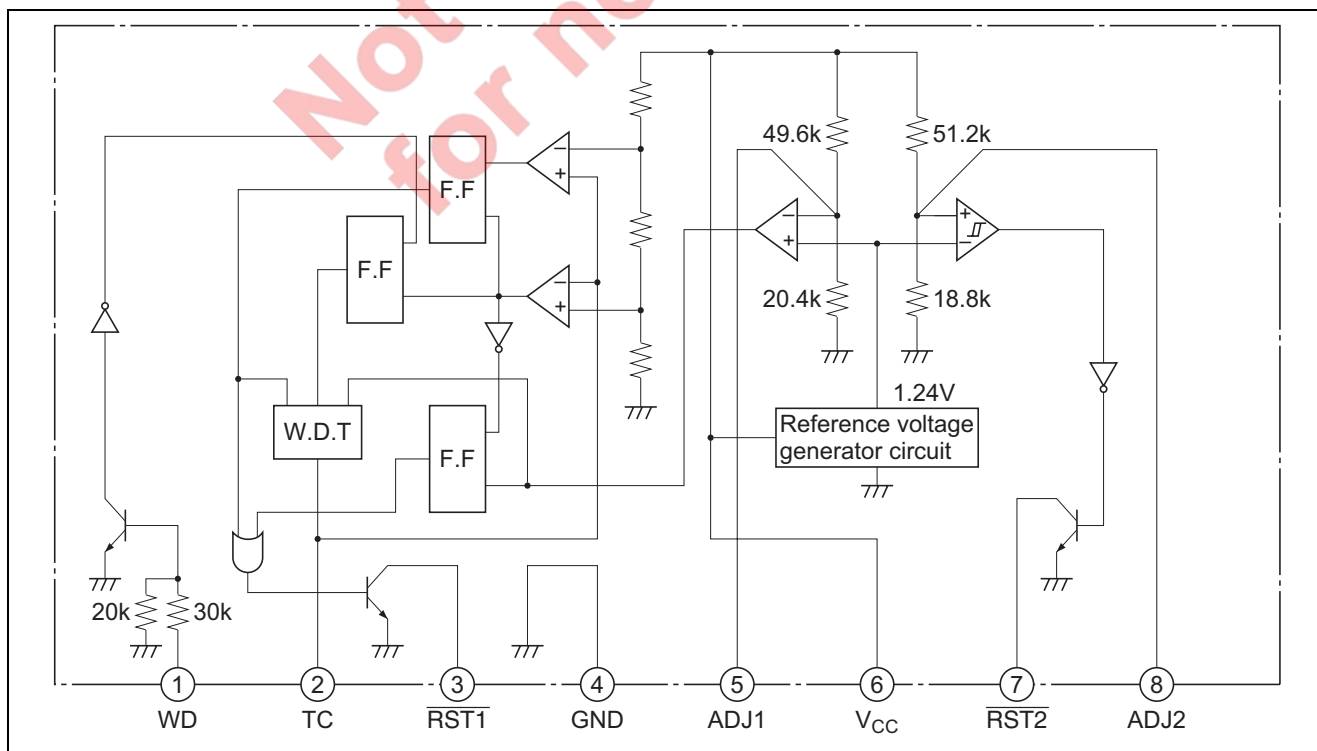 Not
for ne
49.6k
51.2k
−
+
F.F
−
+
+
−
F.F
−
+
20.4k
18.8k
1.24V
W.D.T
F.F
Reference voltage
generator circuit
20k
30k
1
2
3
4
5
6
7
8
WD
TC
RST1
GND
ADJ1
VCC
RST2
ADJ2